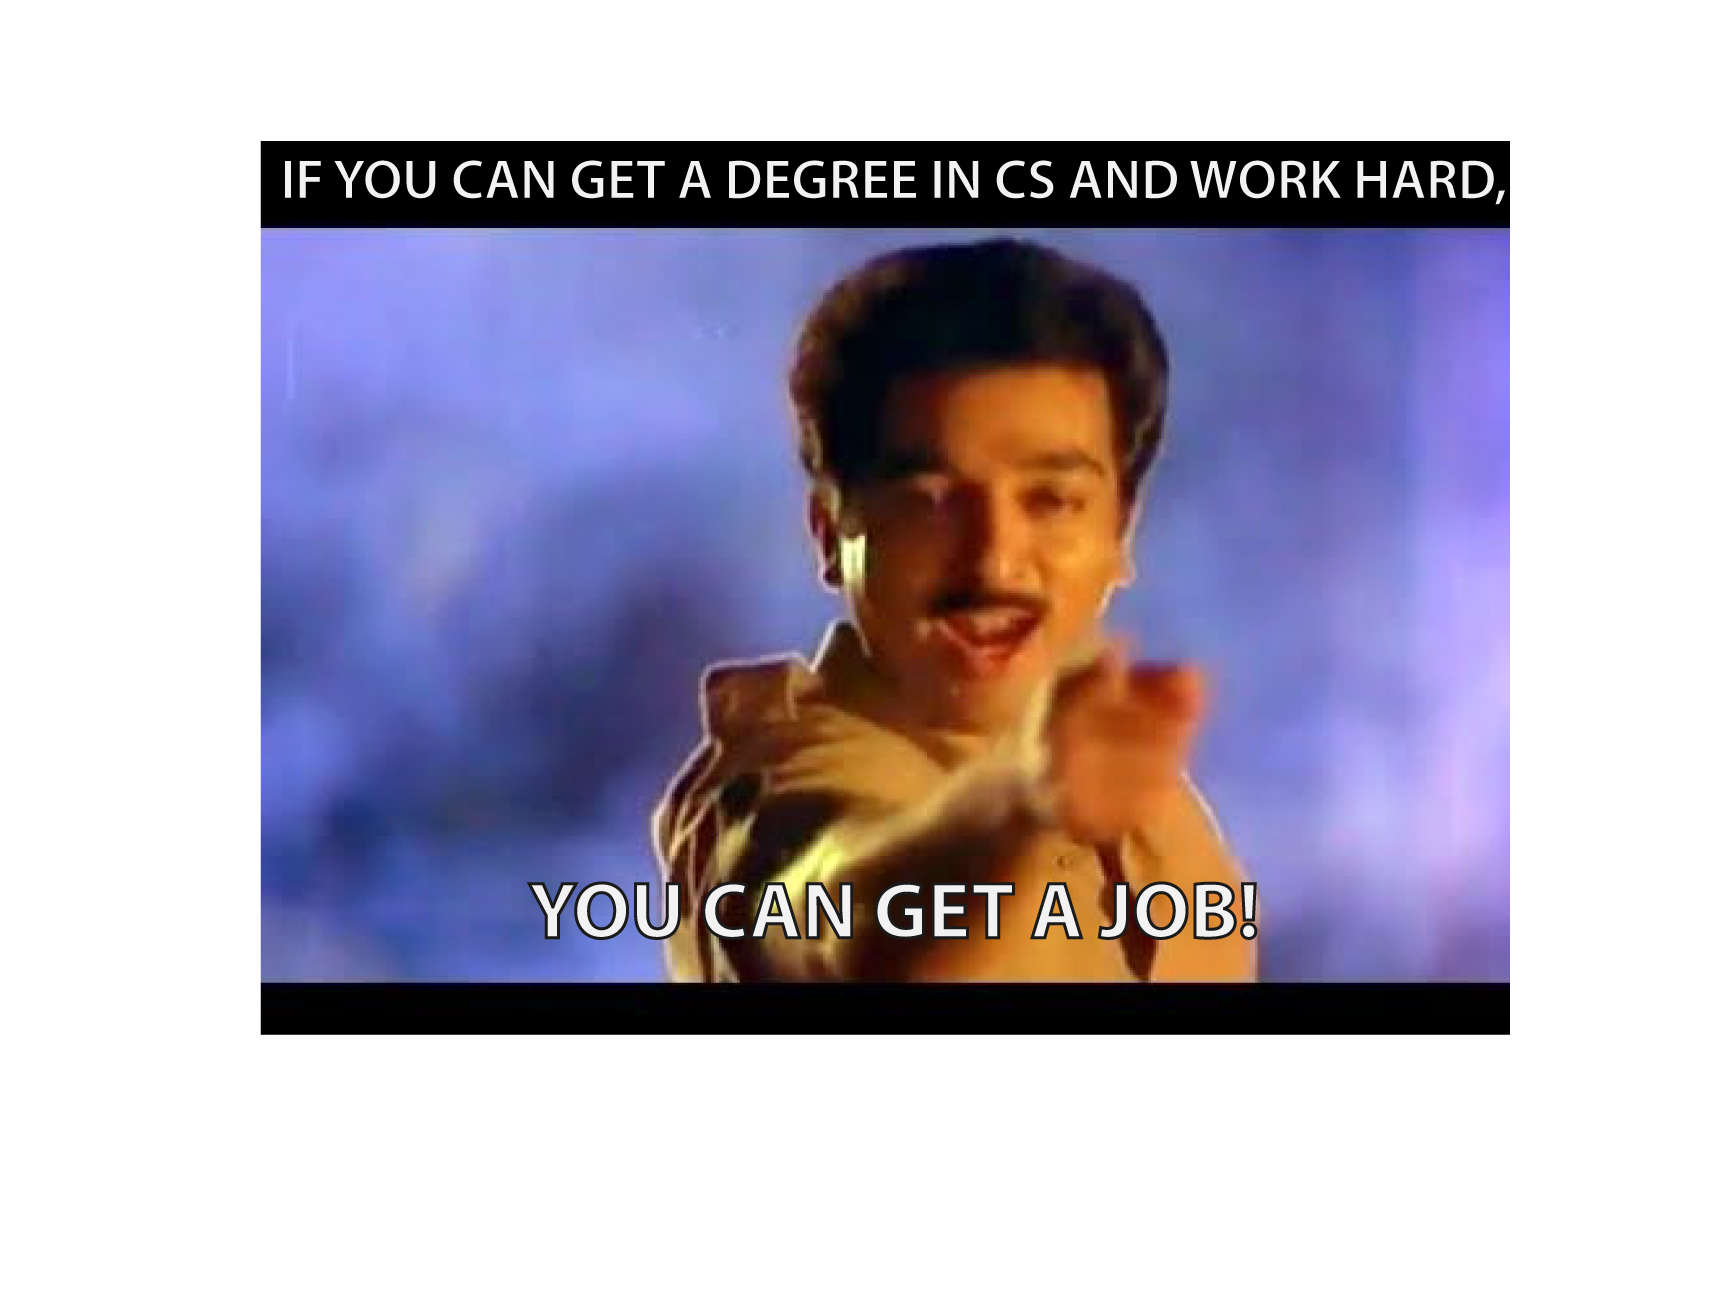 IF YOU CAN GET A DEGREE IN CS AND WORK HARD,
YOU CAN GET A JOB!